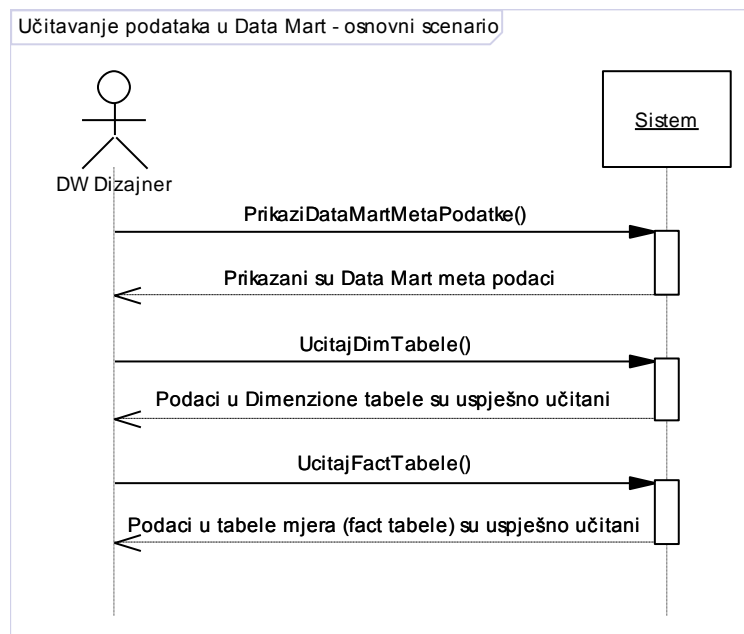 Učitavanje podataka u Data Mart - osnovni scenario
Sistem
DW Dizajner
PrikaziDataMartMetaPodatke()
Prikazani su Data Mart meta podaci
UcitajDimTabele()
Podaci u Dimenzione tabele su uspješno učitani
UcitajFactTabele()
Podaci u tabele mjera (fact tabele) su uspješno učitani